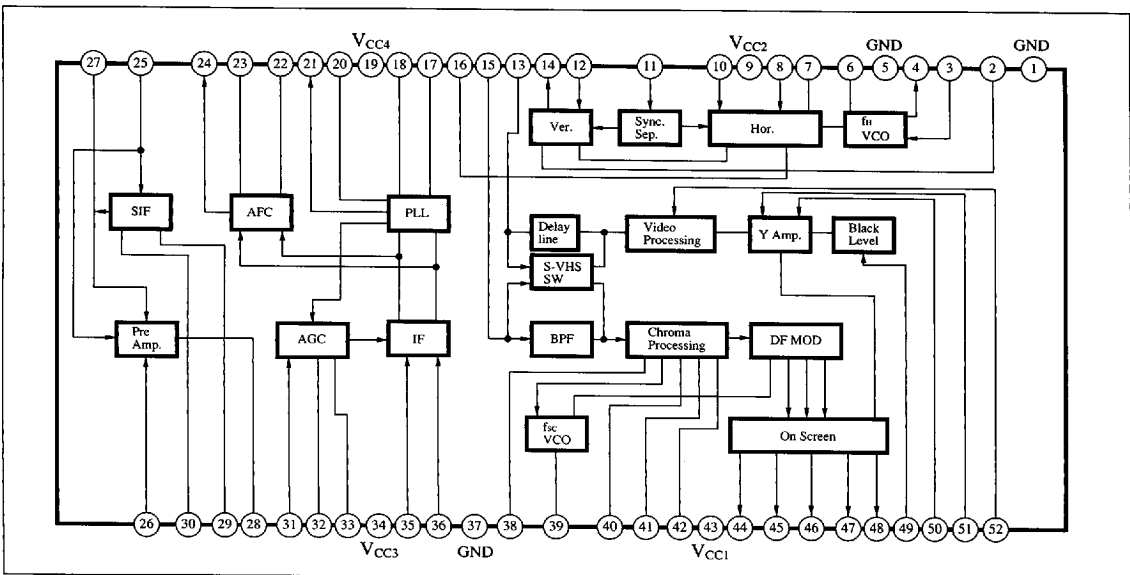 VCC4 VCC2 GND GND
27 25 24 23 22 21 20 19 18 17 16 15 13 14 12 11 10 9 8 7 6 5 4 3 2 1
Ver. Sync. Sep. Hor. fH VCO
SIF AFC PLL
Delay line Video Processing Y Amp. Black Level
S-VHS SW
Pre Amp. AGC IF BPF Chroma Processing DF MOD
fSC VCO On Screen
26 30 29 28 31 32 33 34 35 36 37 38 39 40 41 42 43 44 45 46 47 48 49 50 51 52
VCC3 GND VCC1